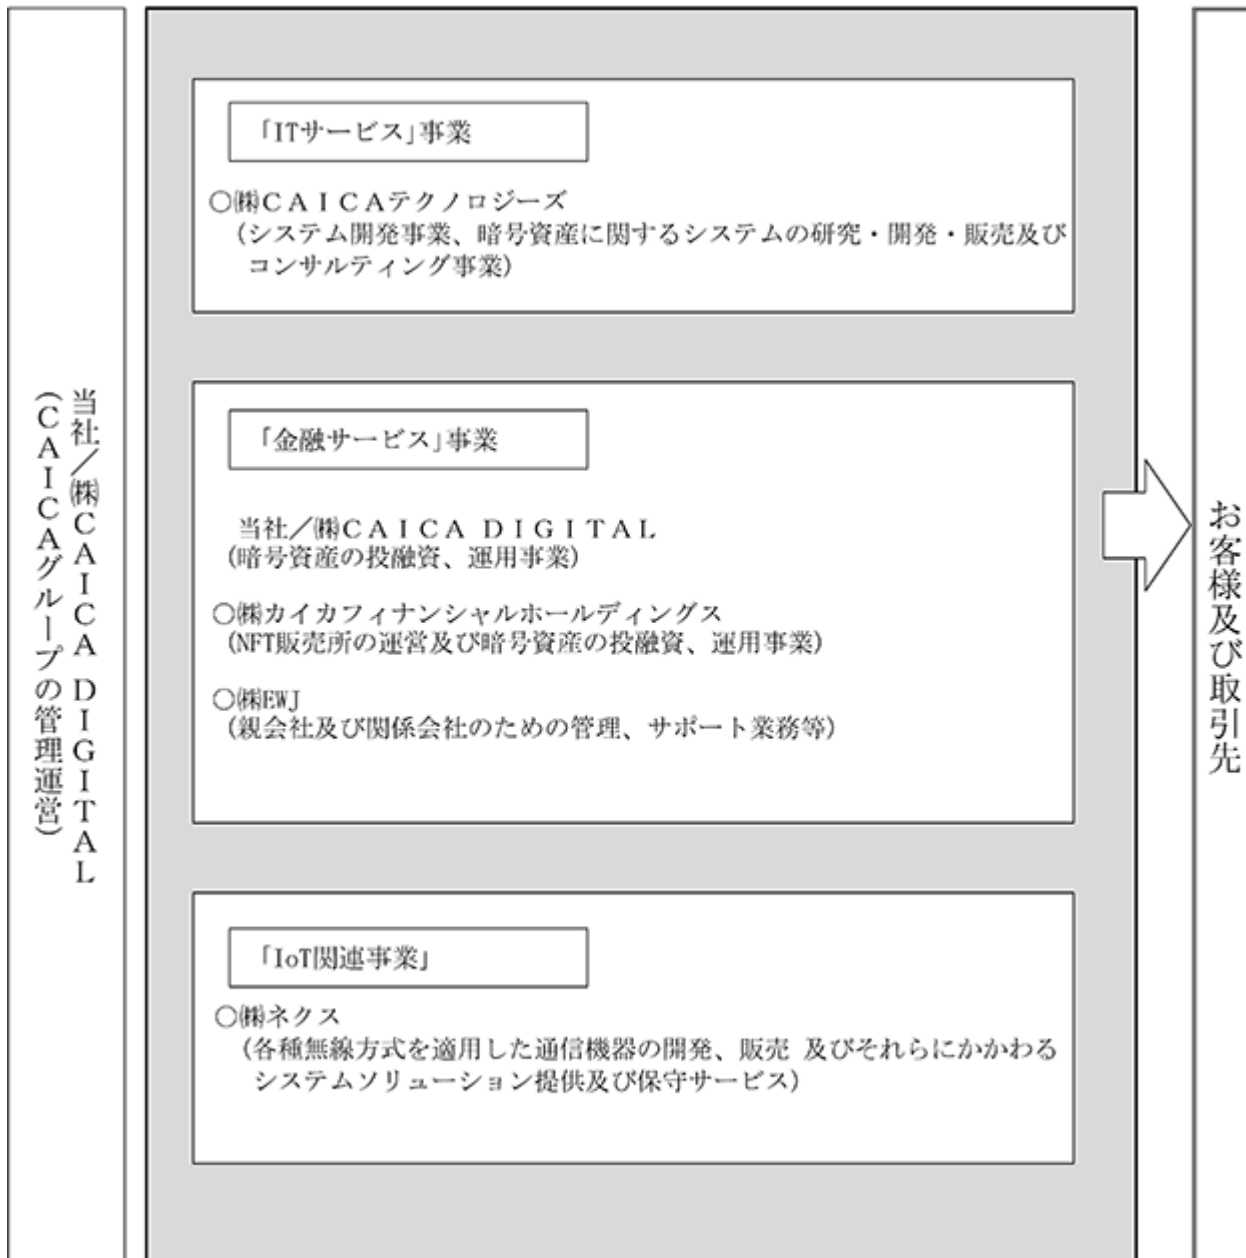 当社／㈱ＣＡＩＣＡ ＤＩＧＩＴＡＬ
（ＣＡＩＣＡグループの管理運営）
「ITサービス」事業
○㈱ＣＡＩＣＡテクノロジーズ
（システム開発事業、暗号資産に関するシステムの研究・開発・販売及び
コンサルティング事業）
「金融サービス」事業
当社／㈱ＣＡＩＣＡ ＤＩＧＩＴＡＬ
（暗号資産の投融資、運用事業）
○㈱カイカフィナンシャルホールディングス
（NFT販売所の運営及び暗号資産の投融資、運用事業）
○㈱EWJ
（親会社及び関係会社のための管理、サポート業務等）
「IoT関連事業」
○㈱ネクス
（各種無線方式を適用した通信機器の開発、販売 及びそれらにかかわる
システムソリューション提供及び保守サービス）
お客様及び取引先